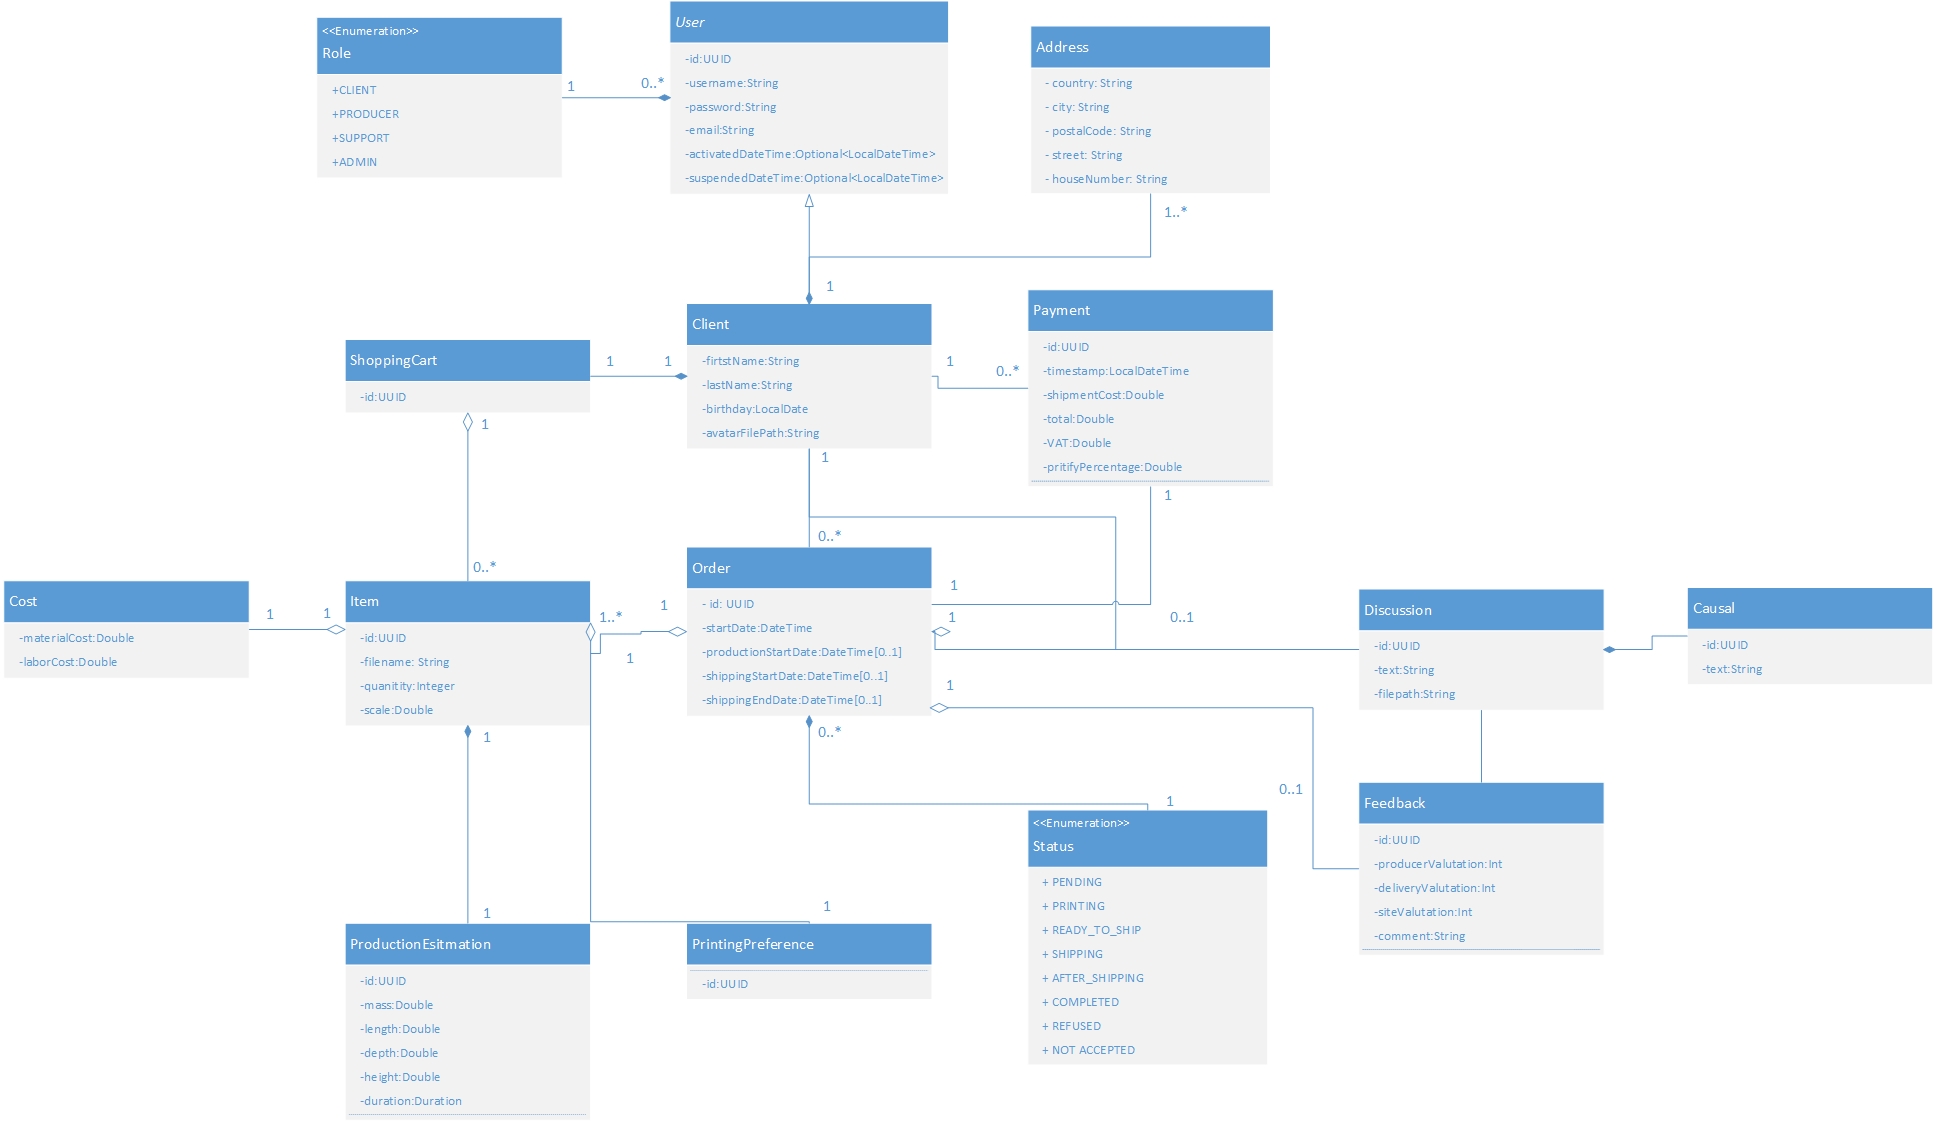 <<Enumeration>>
Role
+CLIENT
+PRODUCER
+SUPPORT
+ADMIN
1
0..*
User
-id:UUID
-username:String
-password:String
-email:String
-activatedDateTime:Optional<LocalDateTime>
-suspendedDateTime:Optional<LocalDateTime>
Address
- country: String
- city: String
- postalCode: String
- street: String
- houseNumber: String
1..*
1
ShoppingCart
-id:UUID
1
1
Client
-firtstName:String
-lastName:String
-birthday:LocalDate
-avatarFilePath:String
1
0..*
Payment
-id:UUID
-timestamp:LocalDateTime
-shipmentCost:Double
-total:Double
-VAT:Double
-pritifyPercentage:Double
1
1
1
0..*
0..*
Cost
-materialCost:Double
-laborCost:Double
1
1
Item
-id:UUID
-filename: String
-quanitity:Integer
-scale:Double
1..*
1
1
Order
- id: UUID
-startDate:DateTime
-productionStartDate:DateTime[0..1]
-shippingStartDate:DateTime[0..1]
-shippingEndDate:DateTime[0..1]
1
1
0..1
1
Discussion
-id:UUID
-text:String
-filepath:String
Causal
-id:UUID
-text:String
1
0..*
0..1
1
<<Enumeration>>
Status
+ PENDING
+ PRINTING
+ READY_TO_SHIP
+ SHIPPING
+ AFTER_SHIPPING
+ COMPLETED
+ REFUSED
+ NOT ACCEPTED
Feedback
-id:UUID
-producerValutation:Int
-deliveryValutation:Int
-siteValutation:Int
-comment:String
1
1
ProductionEsitmation
-id:UUID
-mass:Double
-length:Double
-depth:Double
-height:Double
-duration:Duration
PrintingPreference
-id:UUID